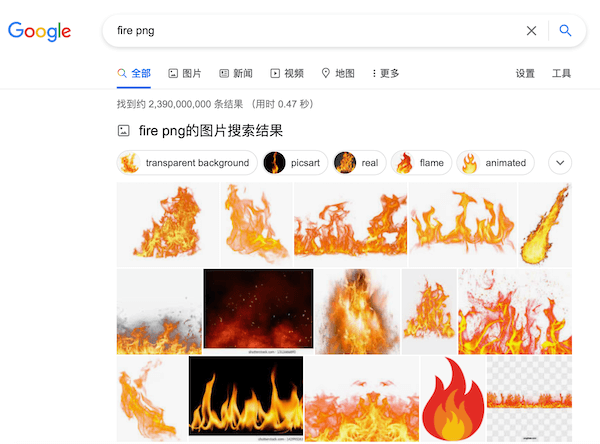 Google
fire png
全部 图片 新闻 视频 地图 更多 设置 工具
找到约 2,390,000,000 条结果 （用时 0.47 秒）
fire png的图片搜索结果
transparent background picsart real flame animated